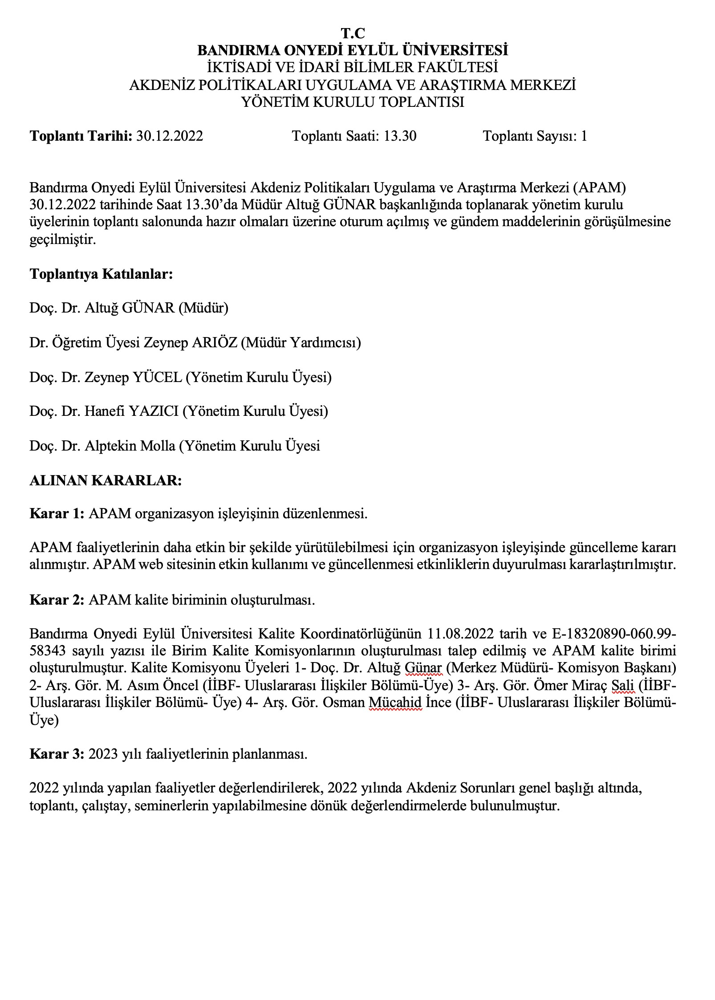 T.C
BANDIRMA ONYEDİ EYLÜL ÜNİVERSİTESİ
İKTİSADİ VE İDARİ BİLİMLER FAKÜLTESİ
AKDENİZ POLİTİKALARI UYGULAMA VE ARAŞTIRMA MERKEZİ
YÖNETİM KURULU TOPLANTISI
Toplantı Tarihi: 30.12.2022 Toplantı Saati: 13.30 Toplantı Sayısı: 1
Bandırma Onyedi Eylül Üniversitesi Akdeniz Politikaları Uygulama ve Araştırma Merkezi (APAM)
30.12.2022 tarihinde Saat 13.30’da Müdür Altuğ GÜNAR başkanlığında toplanarak yönetim kurulu
üyelerinin toplantı salonunda hazır olmaları üzerine oturum açılmış ve gündem maddelerinin görüşülmesine
geçilmiştir.
Toplantıya Katılanlar:
Doç. Dr. Altuğ GÜNAR (Müdür)
Dr. Öğretim Üyesi Zeynep ARIÖZ (Müdür Yardımcısı)
Doç. Dr. Zeynep YÜCEL (Yönetim Kurulu Üyesi)
Doç. Dr. Hanefi YAZICI (Yönetim Kurulu Üyesi)
Doç. Dr. Alptekin Molla (Yönetim Kurulu Üyesi
ALINAN KARARLAR:
Karar 1: APAM organizasyon işleyişinin düzenlenmesi.
APAM faaliyetlerinin daha etkin bir şekilde yürütülebilmesi için organizasyon işleyişinde güncelleme kararı
alınmıştır. APAM web sitesinin etkin kullanımı ve güncellenmesi etkinliklerin duyurulması kararlaştırılmıştır.
Karar 2: APAM kalite biriminin oluşturulması.
Bandırma Onyedi Eylül Üniversitesi Kalite Koordinatörlüğünün 11.08.2022 tarih ve E-18320890-060.99-
58343 sayılı yazısı ile Birim Kalite Komisyonlarının oluşturulması talep edilmiş ve APAM kalite birimi
oluşturulmuştur. Kalite Komisyonu Üyeleri 1- Doç. Dr. Altuğ Günar (Merkez Müdürü- Komisyon Başkanı)
2- Arş. Gör. M. Asım Öncel (İİBF- Uluslararası İlişkiler Bölümü-Üye) 3- Arş. Gör. Ömer Miraç Sali (İİBF-
Uluslararası İlişkiler Bölümü- Üye) 4- Arş. Gör. Osman Mücahid İnce (İİBF- Uluslararası İlişkiler Bölümü-
Üye)
Karar 3: 2023 yılı faaliyetlerinin planlanması.
2022 yılında yapılan faaliyetler değerlendirilerek, 2022 yılında Akdeniz Sorunları genel başlığı altında,
toplantı, çalıştay, seminerlerin yapılabilmesine dönük değerlendirmelerde bulunulmuştur.